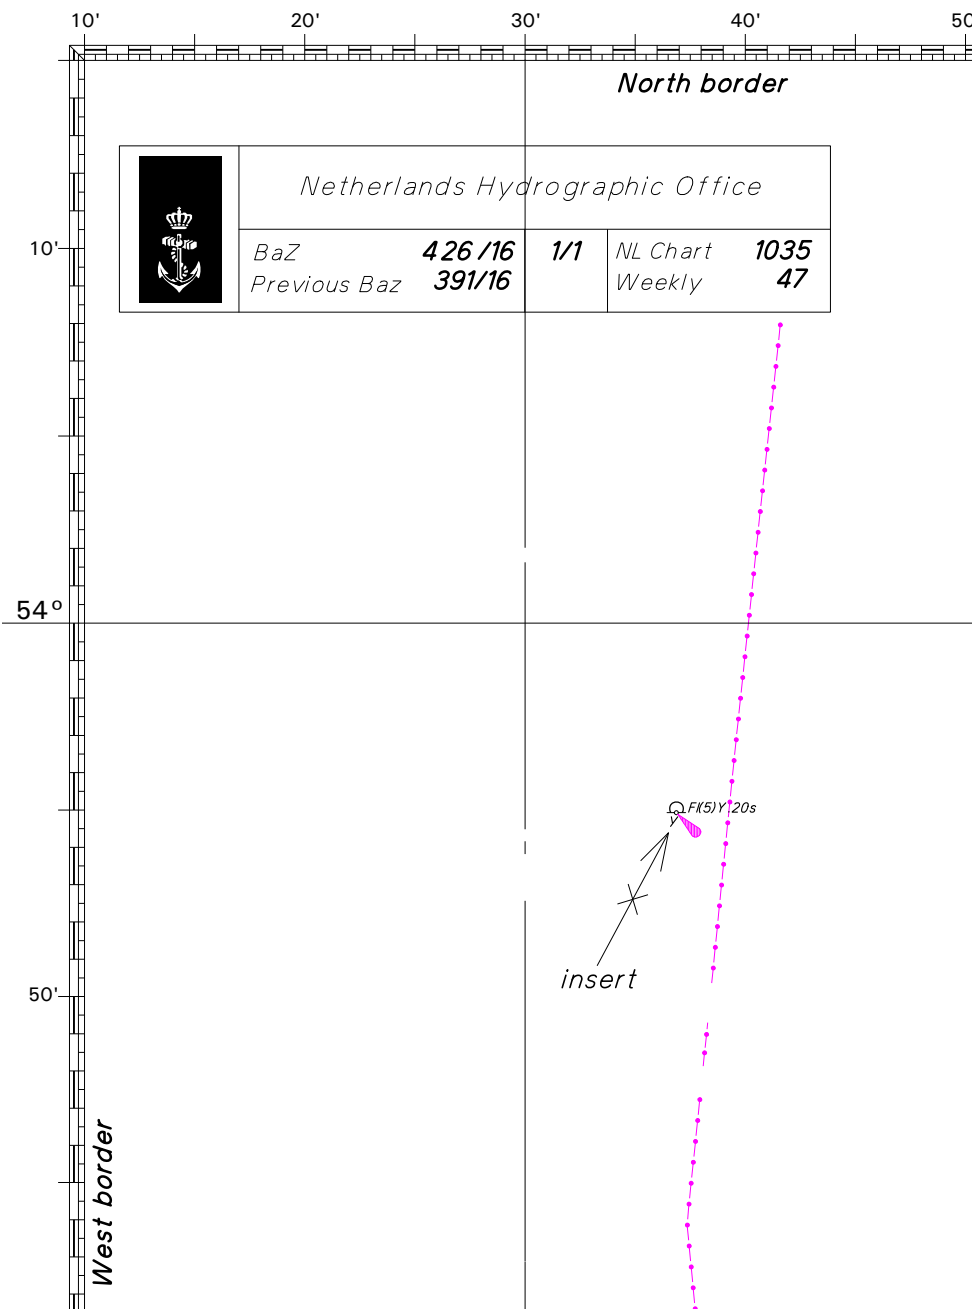 10' 20' 30' 40' 50
North border
Netherlands Hydrographic Office
BaZ 426/16 1/1 NL Chart 1035
Previous Baz 391/16 Weekly 47
10'
54°
Fl(5)Y.20s
Y
insert
50'
West border